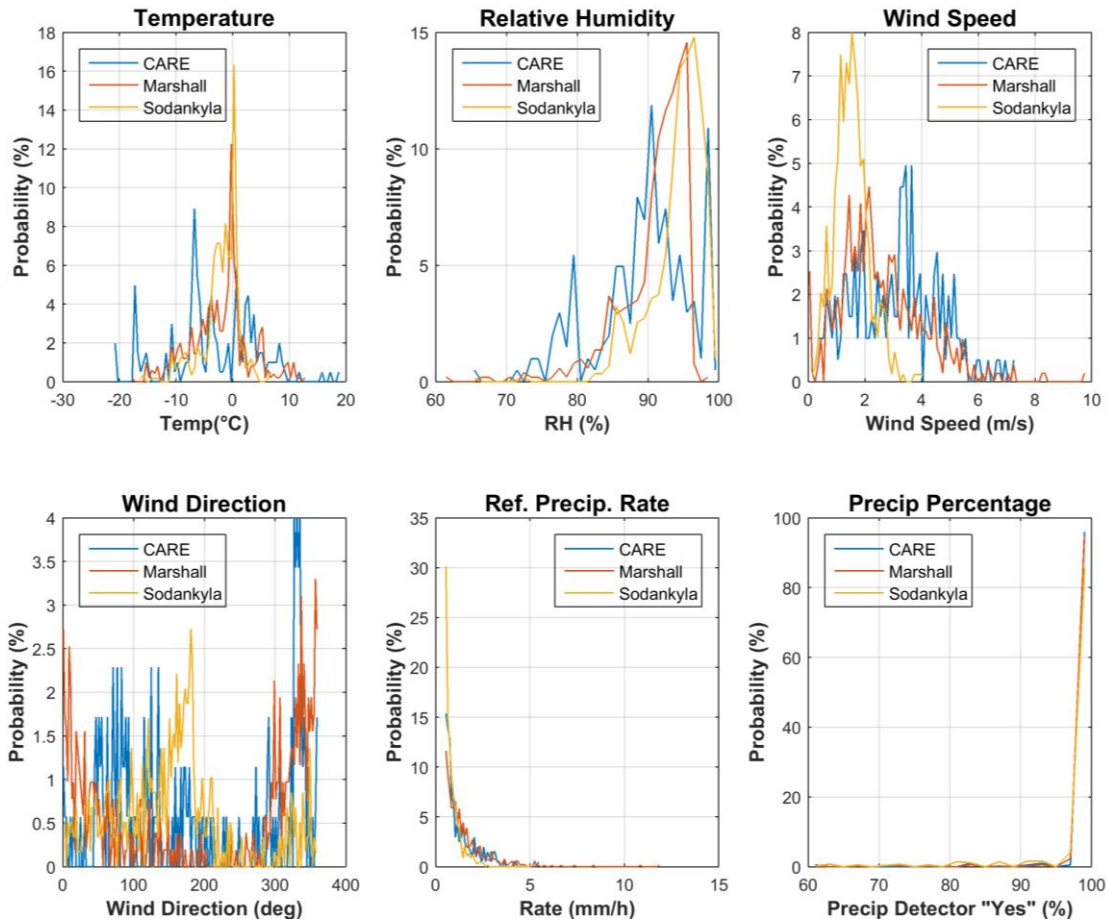 Temperature
CARE
Marshall
Sodankyla
18
16
14
12
10
8
6
4
2
0
-30
-20
-10
0
10
20
Probability (%)
Temp(°C)
Relative Humidity
CARE
Marshall
Sodankyla
15
10
5
0
60
70
80
90
100
Probability (%)
RH (%)
Wind Speed
CARE
Marshall
Sodankyla
8
7
6
5
4
3
2
1
0
0
2
4
6
8
10
Probability (%)
Wind Speed (m/s)
Wind Direction
CARE
Marshall
Sodankyla
4
3.5
3
2.5
2
1.5
1
0.5
0
0
100
200
300
400
Probability (%)
Wind Direction (deg)
Ref. Precip. Rate
CARE
Marshall
Sodankyla
35
30
25
20
15
10
5
0
0
5
10
15
Probability (%)
Rate (mm/h)
Precip Percentage
CARE
Marshall
Sodankyla
100
80
60
40
20
0
60
70
80
90
100
Probability (%)
Precip Detector "Yes" (%)